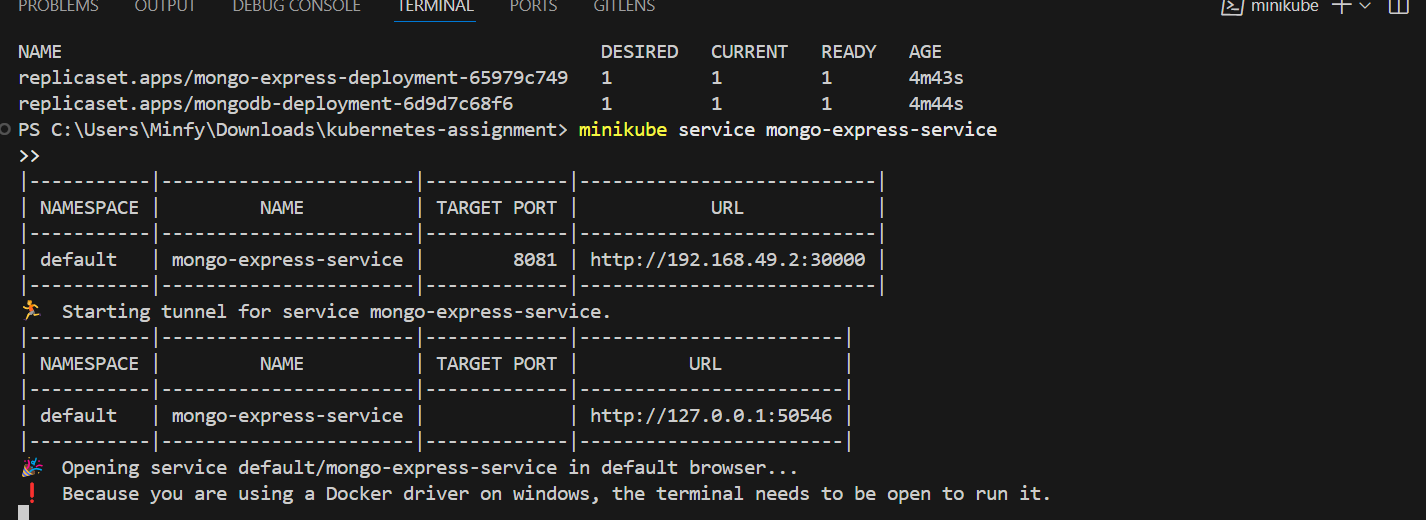 PROBLEMS OUTPUT DEBUG CONSOLE TERMINAL PORTS GITLENS minikube
NAME DESIRED CURRENT READY AGE
replicaset.apps/mongo-express-deployment-65979c749 1 1 1 4m43s
replicaset.apps/mongodb-deployment-6d9d7c68f6 1 1 1 4m44s
PS C:\Users\Minfy\Downloads\kubernetes-assignment> minikube service mongo-express-service
>>
|-----------|-----------------------|-------------|---------------------------|
| NAMESPACE | NAME | TARGET PORT | URL |
|-----------|-----------------------|-------------|---------------------------|
| default | mongo-express-service | 8081 | http://192.168.49.2:30000 |
|-----------|-----------------------|-------------|---------------------------|
🏃 Starting tunnel for service mongo-express-service.
|-----------|-----------------------|-------------|------------------------|
| NAMESPACE | NAME | TARGET PORT | URL |
|-----------|-----------------------|-------------|------------------------|
| default | mongo-express-service | | http://127.0.0.1:50546 |
|-----------|-----------------------|-------------|------------------------|
🎉 Opening service default/mongo-express-service in default browser...
❗ Because you are using a Docker driver on windows, the terminal needs to be open to run it.